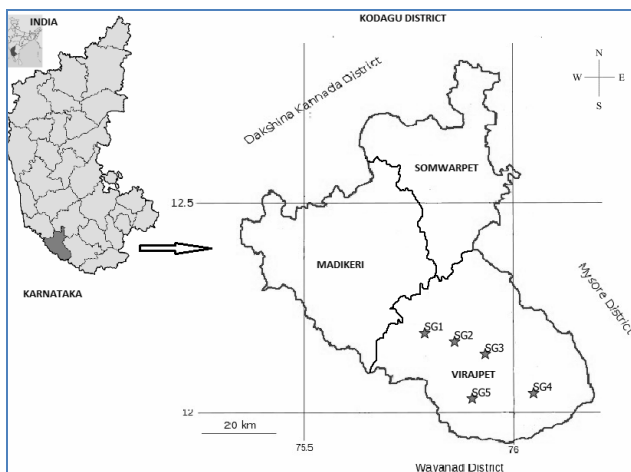 INDIA
KODAGU DISTRICT
Dakshina Kannada District
N
W E
S
SOMWARPET
12.5
MADIKERI
KARNATAKA
Mysore District
SG1
SG2
SG3
VIRAJPET
SG5
SG4
12
20 km
75.5
76
Wayanad District